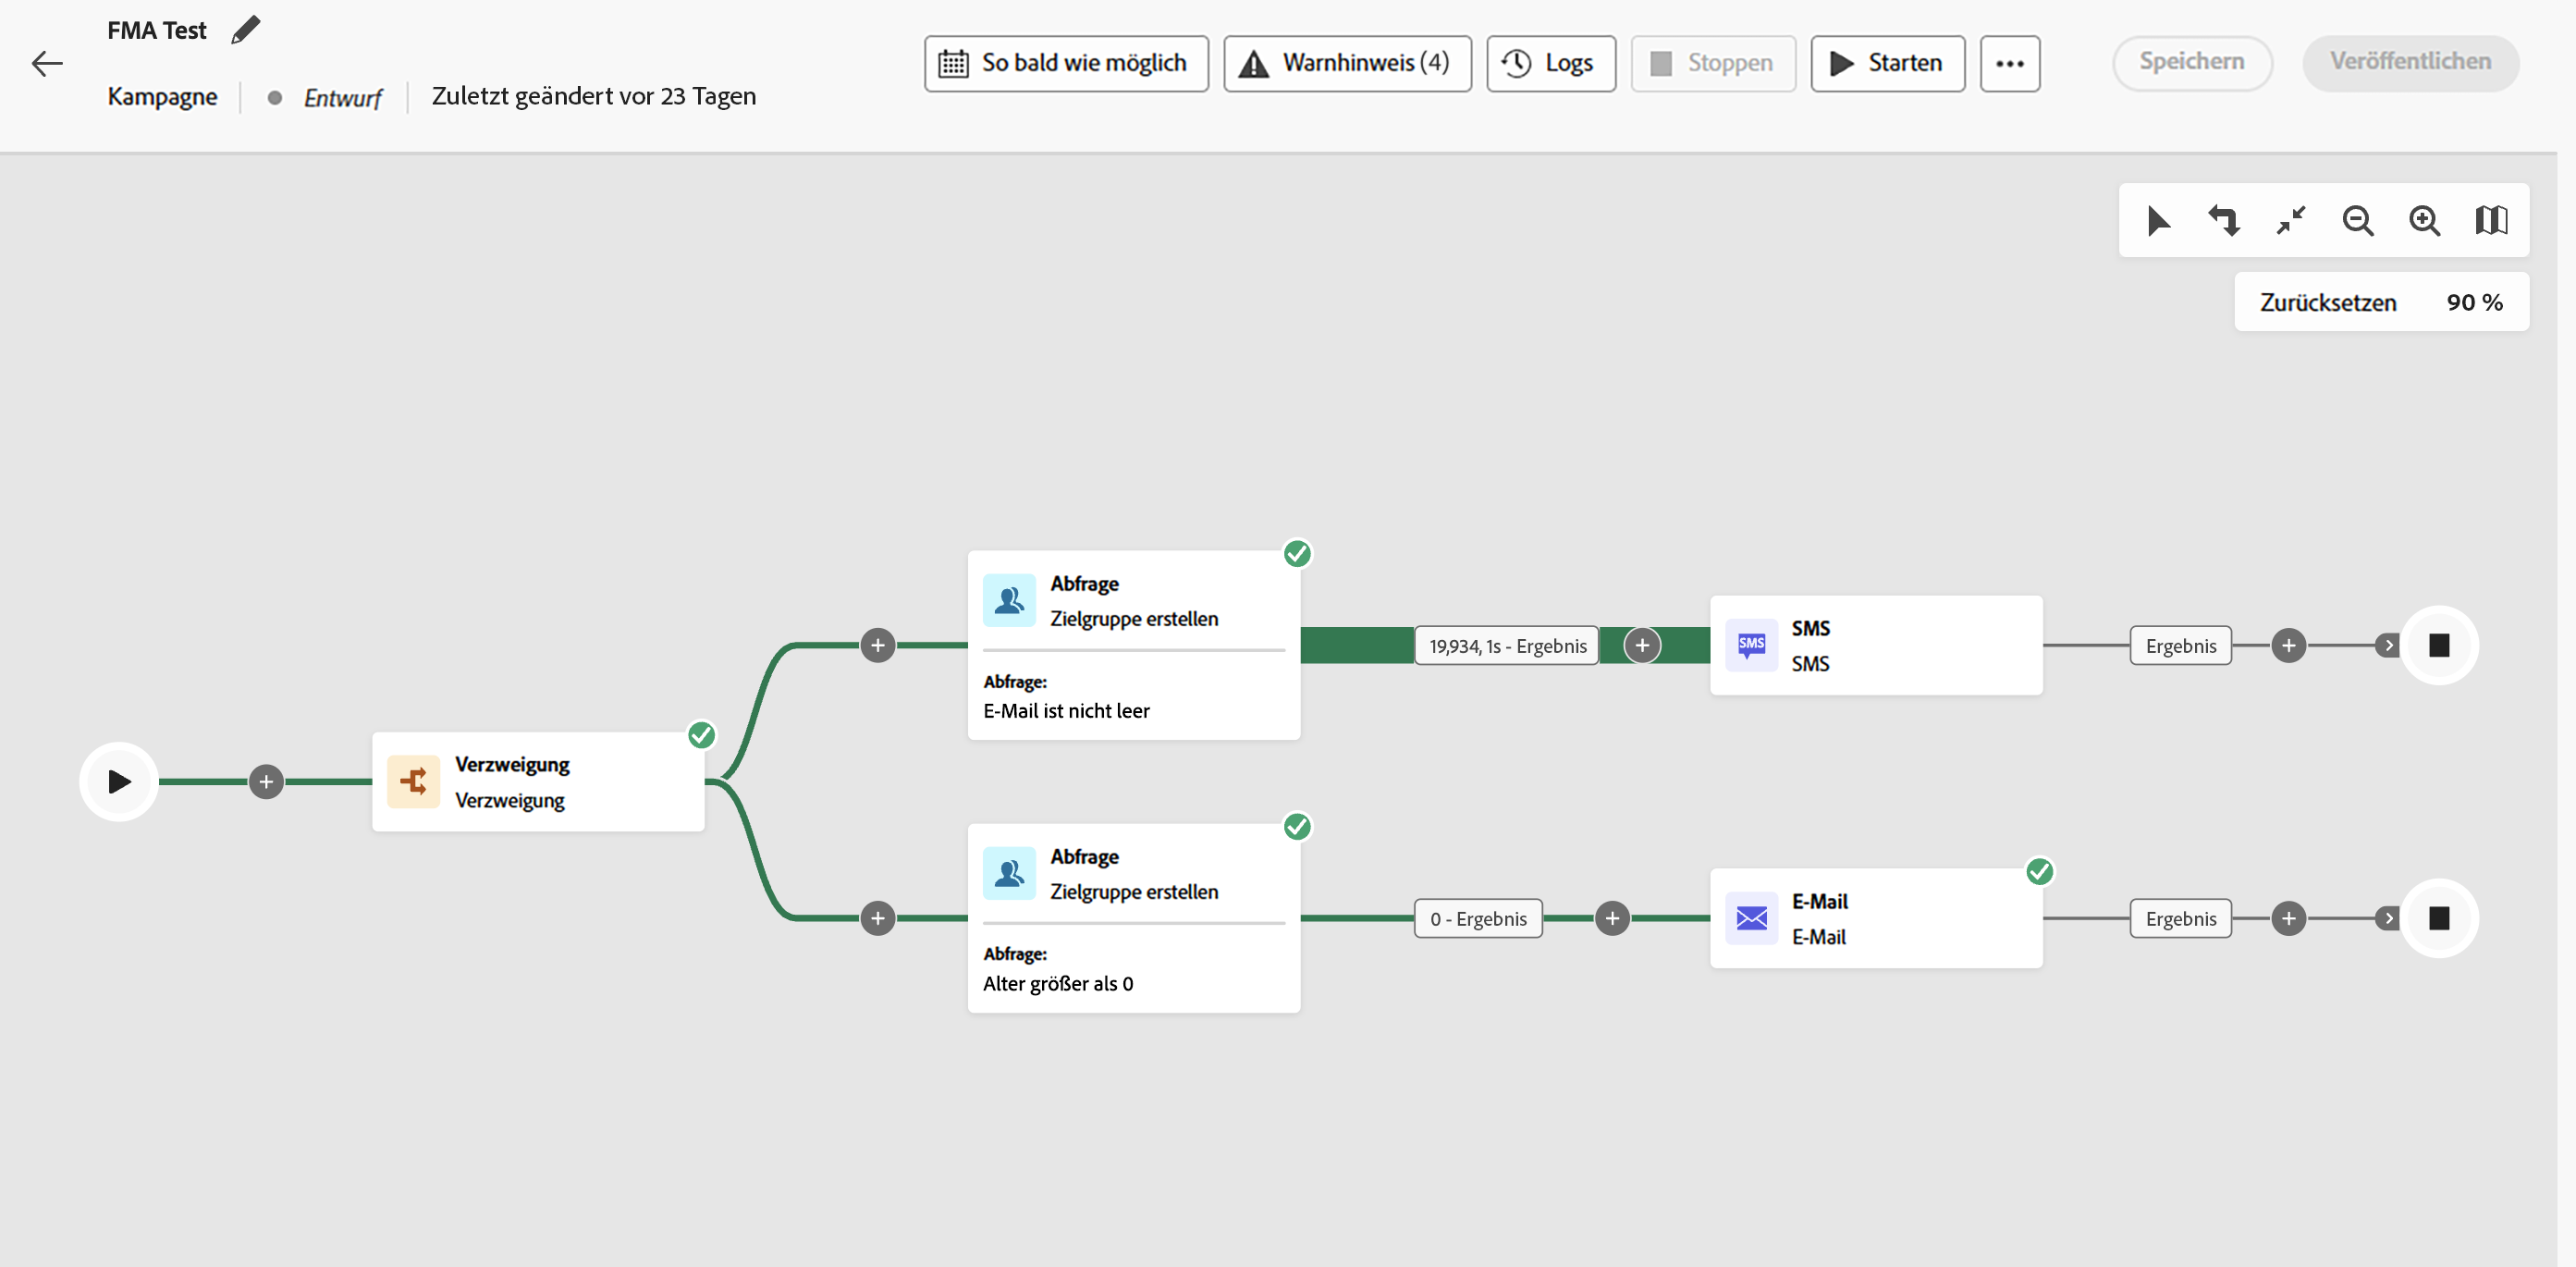 FMA Test
Kampagne
Entwurf
Zuletzt geändert vor 23 Tagen
So bald wie möglich
Warnhinweis (4)
Logs
Stoppen
Starten
Speichern
Veröffentlichen
Zurücksetzen 90 %
Abfrage
Zielgruppe erstellen
Abfrage:
E-Mail ist nicht leer
19,934, 1s - Ergebnis
SMS
SMS
SMS
Ergebnis
Verzweigung
Verzweigung
Abfrage
Zielgruppe erstellen
Abfrage:
Alter größer als 0
0 - Ergebnis
E-Mail
E-Mail
Ergebnis